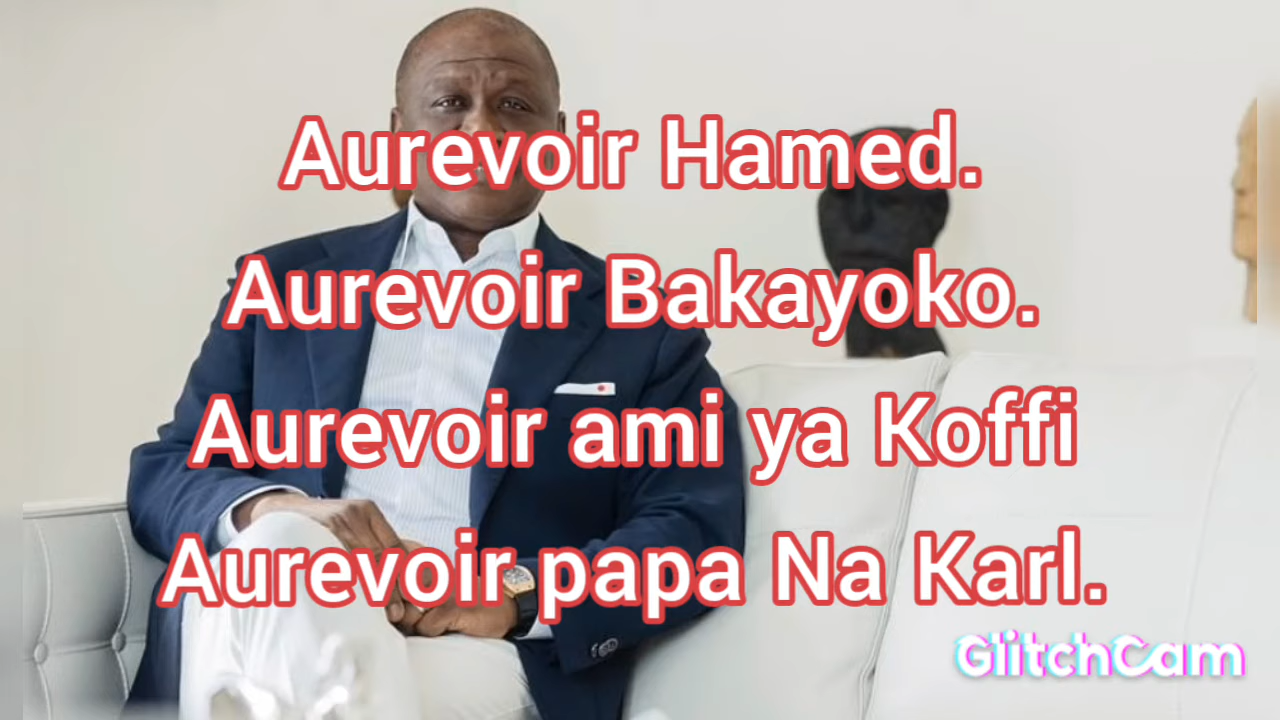 Aurevoir Hamed.
Aurevoir Bakayoko.
Aurevoir ami ya Koffi
Aurevoir papa Na Karl.
GlitchCam